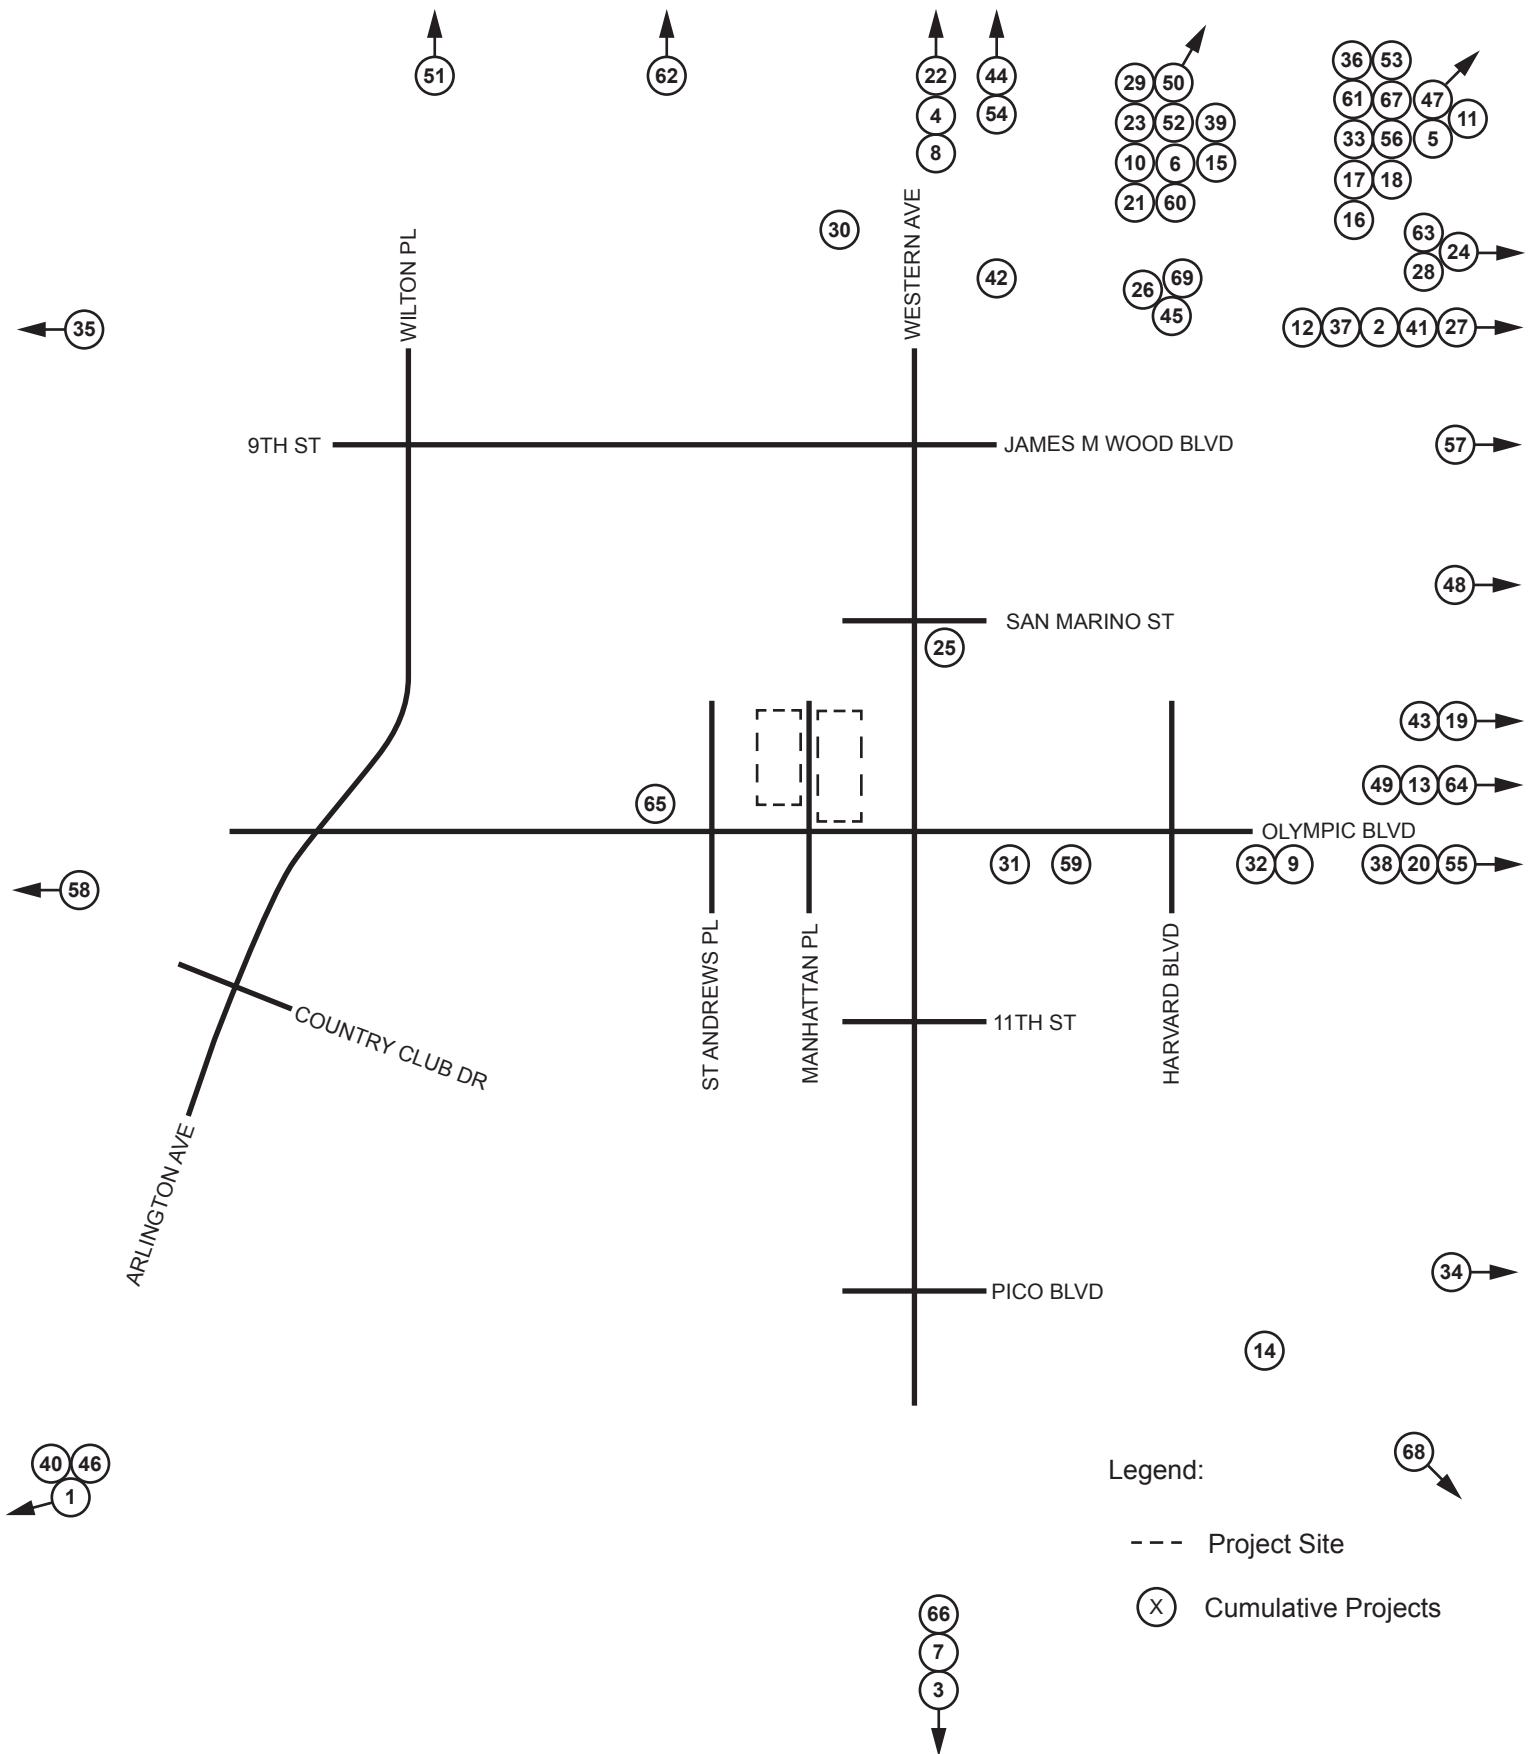 51
62
22
4
8
44
54
29 50
23 52 39
10 6 15
21 60
36 53
61 67 47
11
33 56 5
17 18
16
63
24
28
30
42
26 69
45
WILTON PL
WESTERN AVE
35
12 37 2 41 27
9TH ST
JAMES M WOOD BLVD
57
48
SAN MARINO ST
25
43 19
49 13 64
65
OLYMPIC BLVD
31 59 32 9 38 20 55
58
ST ANDREWS PL
MANHATTAN PL
HARVARD BLVD
COUNTRY CLUB DR
11TH ST
ARLINGTON AVE
34
PICO BLVD
14
40 46
1
68
Legend:
Project Site
X Cumulative Projects
66
7
3